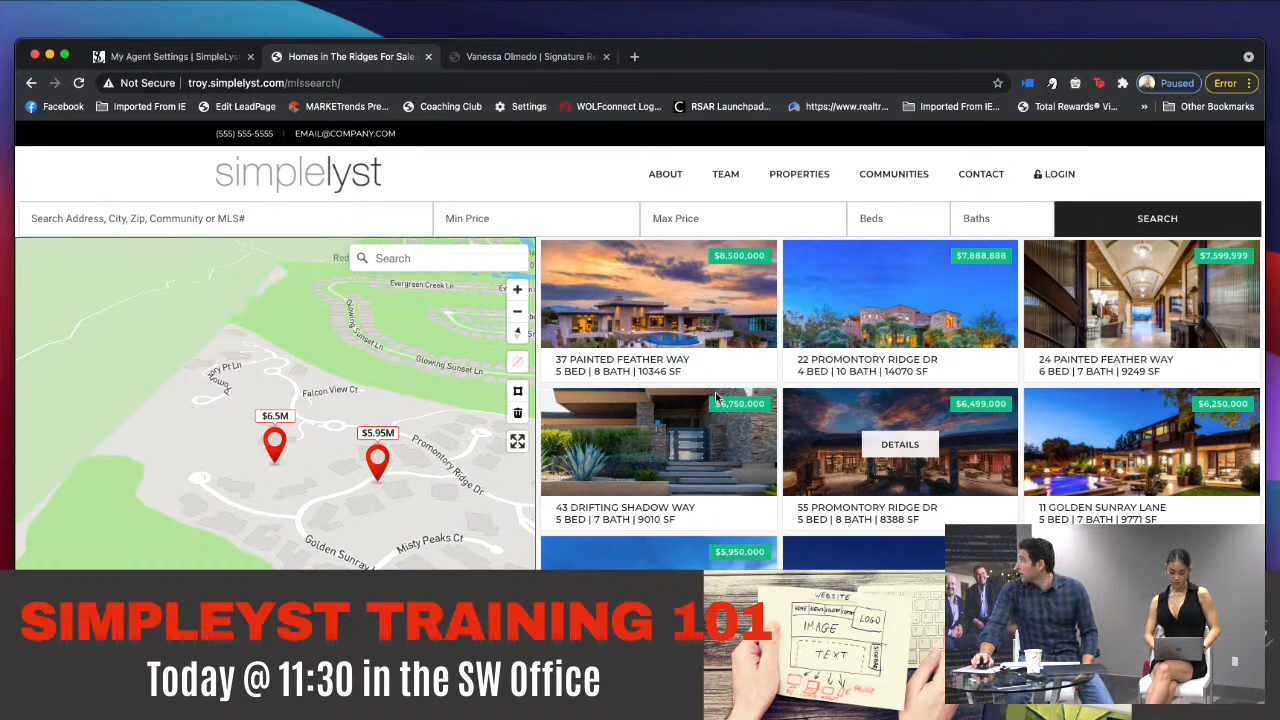 My Agent Settings | SimpleLys
Homes in The Ridges For Sale
Vanessa Olmedo | Signature Re
Not Secure
troy.simplelyst.com/mlssearch/
Paused
Error
Facebook
Imported From IE
Edit LeadPage
MARKETrends Pre...
Coaching Club
Settings
WOLFconnect Log...
RSAR Launchpad...
https://www.realtr...
Imported From IE...
Total Rewards® Vi...
Other Bookmarks
(555) 555-5555
EMAIL@COMPANY.COM
simplelyst
ABOUT
TEAM
PROPERTIES
COMMUNITIES
CONTACT
LOGIN
Search Address, City, Zip, Community or MLS#
Min Price
Max Price
Beds
Baths
SEARCH
Search
Evergreen Creek Ln
Glowing Sunset Ln
Glowing Sunset Ln
Falcon View Ct
$6.5M
$5.95M
Promontory Ridge Dr
Golden Sunray
Misty Peaks Ct
$8,500,000
37 PAINTED FEATHER WAY
5 BED | 8 BATH | 10346 SF
$7,888,888
22 PROMONTORY RIDGE DR
4 BED | 10 BATH | 14070 SF
$7,599,999
24 PAINTED FEATHER WAY
6 BED | 7 BATH | 9249 SF
$6,750,000
43 DRIFTING SHADOW WAY
5 BED | 7 BATH | 9010 SF
$6,499,000
DETAILS
55 PROMONTORY RIDGE DR
5 BED | 8 BATH | 8388 SF
$6,250,000
11 GOLDEN SUNRAY LANE
5 BED | 7 BATH | 9771 SF
$5,950,000
SIMPLEYST TRAINING 101
Today @ 11:30 in the SW Office
WEBSITE
HOME
LOGO
IMAGE
TEXT